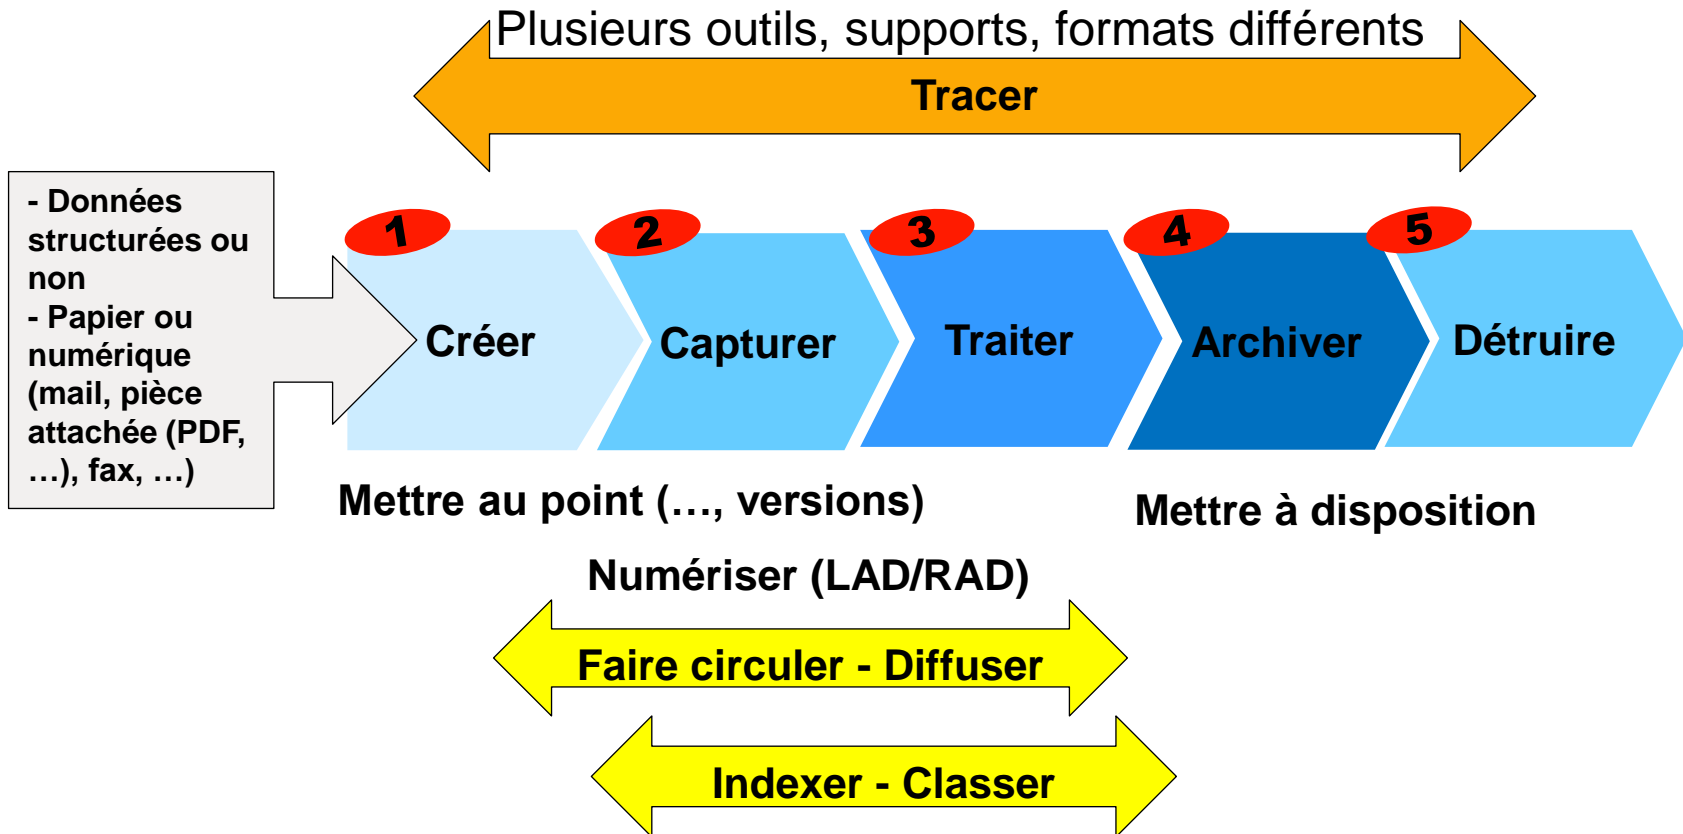 Plusieurs outils, supports, formats différents
Tracer
- Données
structurées ou
non
- Papier ou
numérique
(mail, pièce
attachée (PDF,
…), fax, …)
1
2
3
4
5
Créer
Capturer
Traiter
Archiver
Détruire
Mettre au point (…, versions)
Mettre à disposition
Numériser (LAD/RAD)
Faire circuler - Diffuser
Indexer - Classer